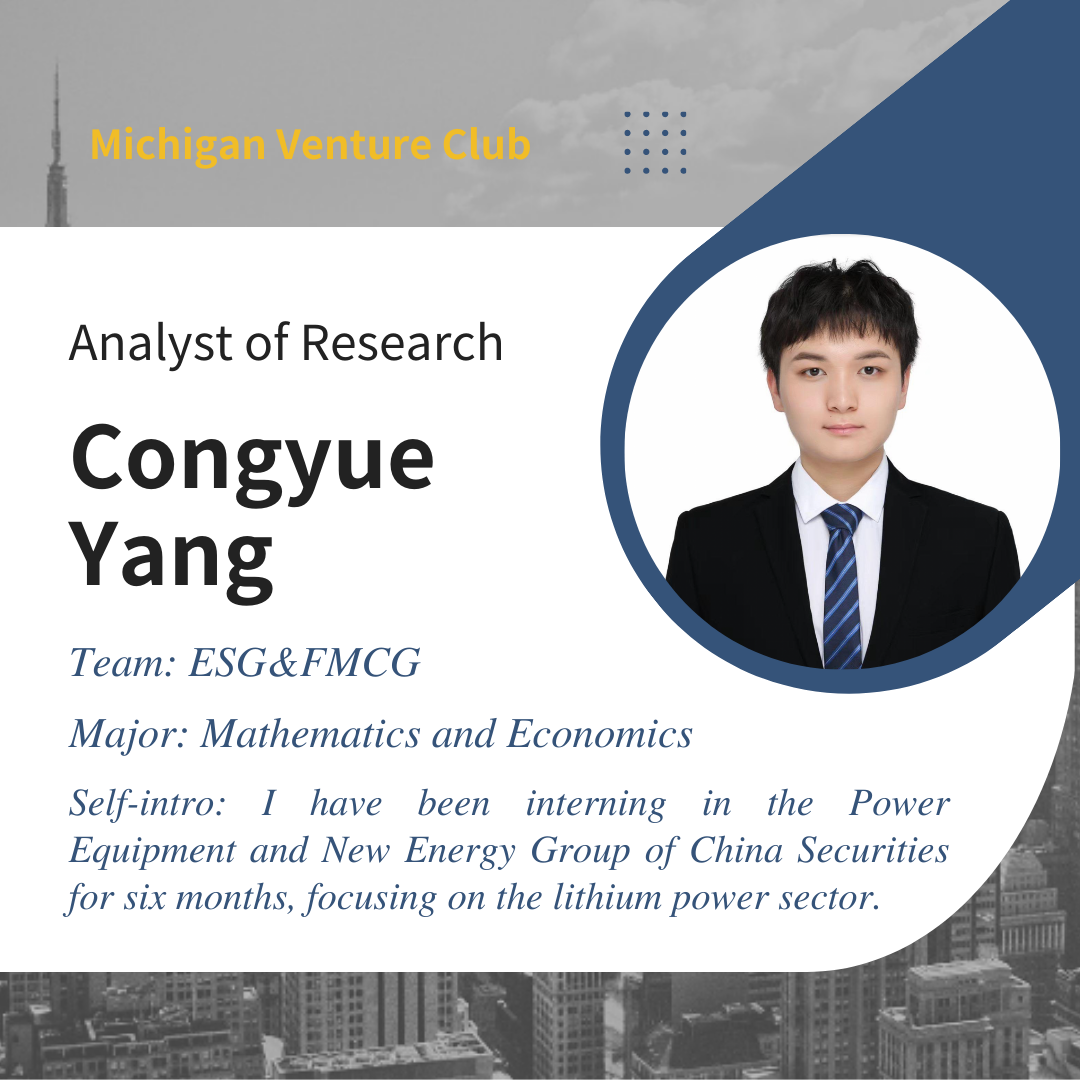 Michigan Venture Club
Analyst of Research
Congyue
Yang
Team: ESG&FMCG
Major: Mathematics and Economics
Self-intro: I have been interning in the Power
Equipment and New Energy Group of China Securities
for six months, focusing on the lithium power sector.